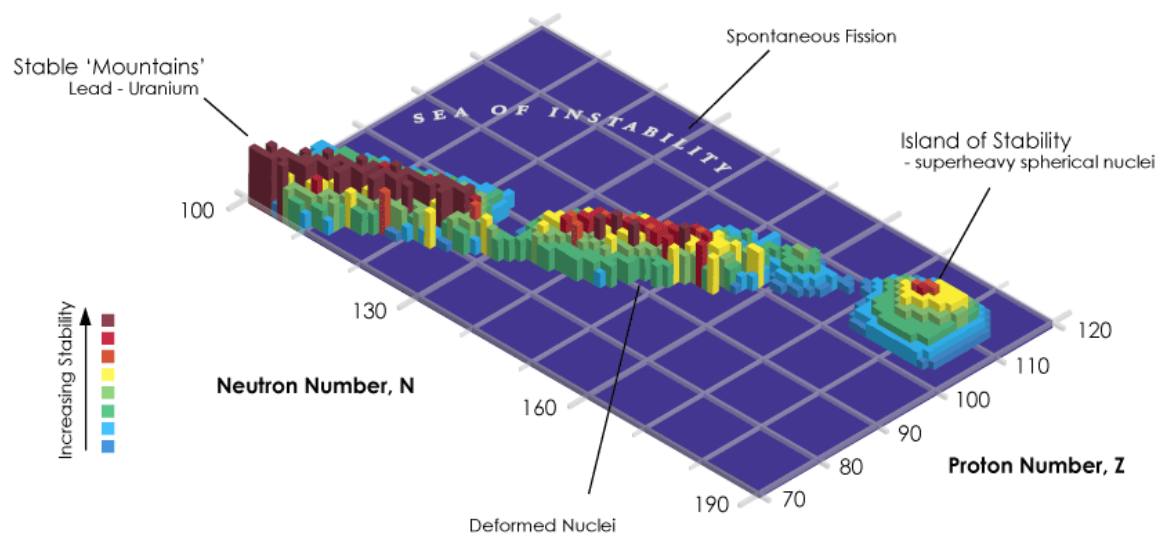 Spontaneous Fission
Stable ‘Mountains’
Lead - Uranium
SEA OF INSTABILITY
Island of Stability
- superheavy spherical nuclei
100
130
160
190
Neutron Number, N
70
80
90
100
110
120
Proton Number, Z
Increasing Stability
Deformed Nuclei